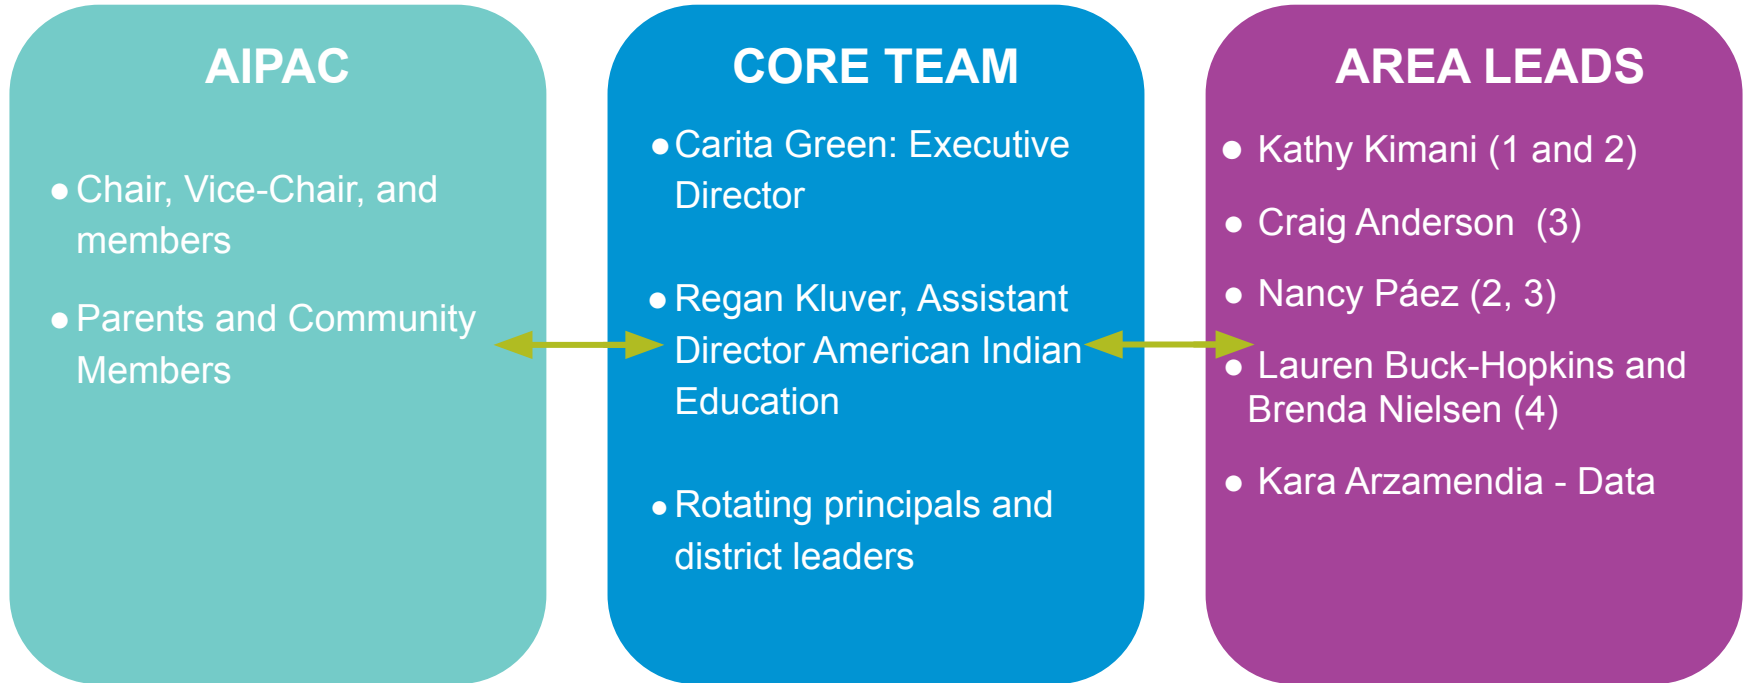 AIPAC
● Chair, Vice-Chair, and
members
● Parents and Community
Members
CORE TEAM
● Carita Green: Executive
Director
● Regan Kluver, Assistant
Director American Indian
Education
● Rotating principals and
district leaders
AREA LEADS
● Kathy Kimani (1 and 2)
● Craig Anderson  (3)
● Nancy Páez (2, 3)
● Lauren Buck-Hopkins and
Brenda Nielsen (4)
● Kara Arzamendia - Data